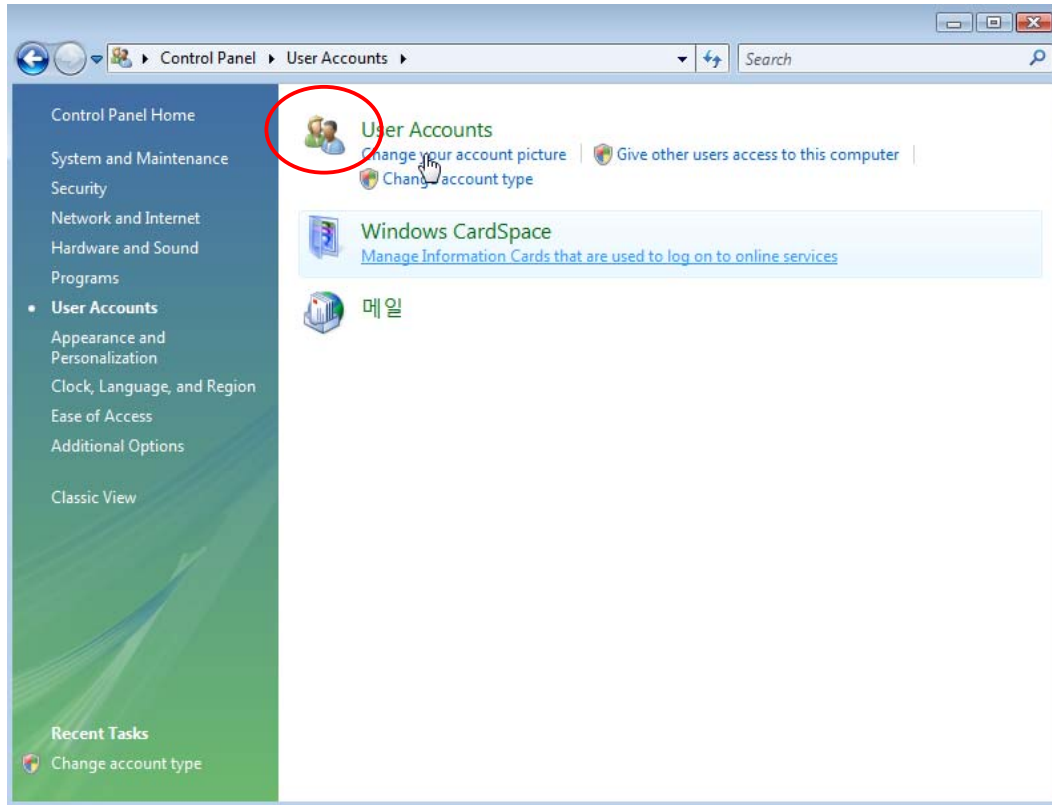 Control Panel User Accounts
Search
Control Panel Home
System and Maintenance
Security
Network and Internet
Hardware and Sound
Programs
User Accounts
Appearance and
Personalization
Clock, Language, and Region
Ease of Access
Additional Options
Classic View
Recent Tasks
Change account type
User Accounts
Change your account picture Give other users access to this computer
Change account type
Windows CardSpace
Manage Information Cards that are used to log on to online services
메일